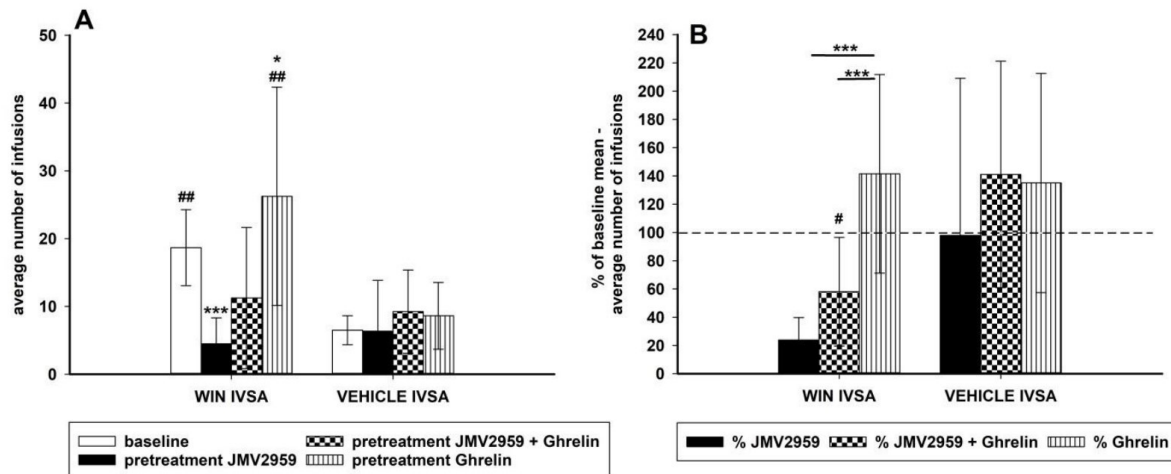 A
average number of infusions
50
40
30
20
10
0
##
***
*
##
WIN IVSA
VEHICLE IVSA
baseline
pretreatment JMV2959
pretreatment JMV2959 + Ghrelin
pretreatment Ghrelin
B
% of baseline mean -
average number of infusions
240
220
200
180
160
140
120
100
80
60
40
20
0
***
***
#
WIN IVSA
VEHICLE IVSA
% JMV2959
% JMV2959 + Ghrelin
% Ghrelin